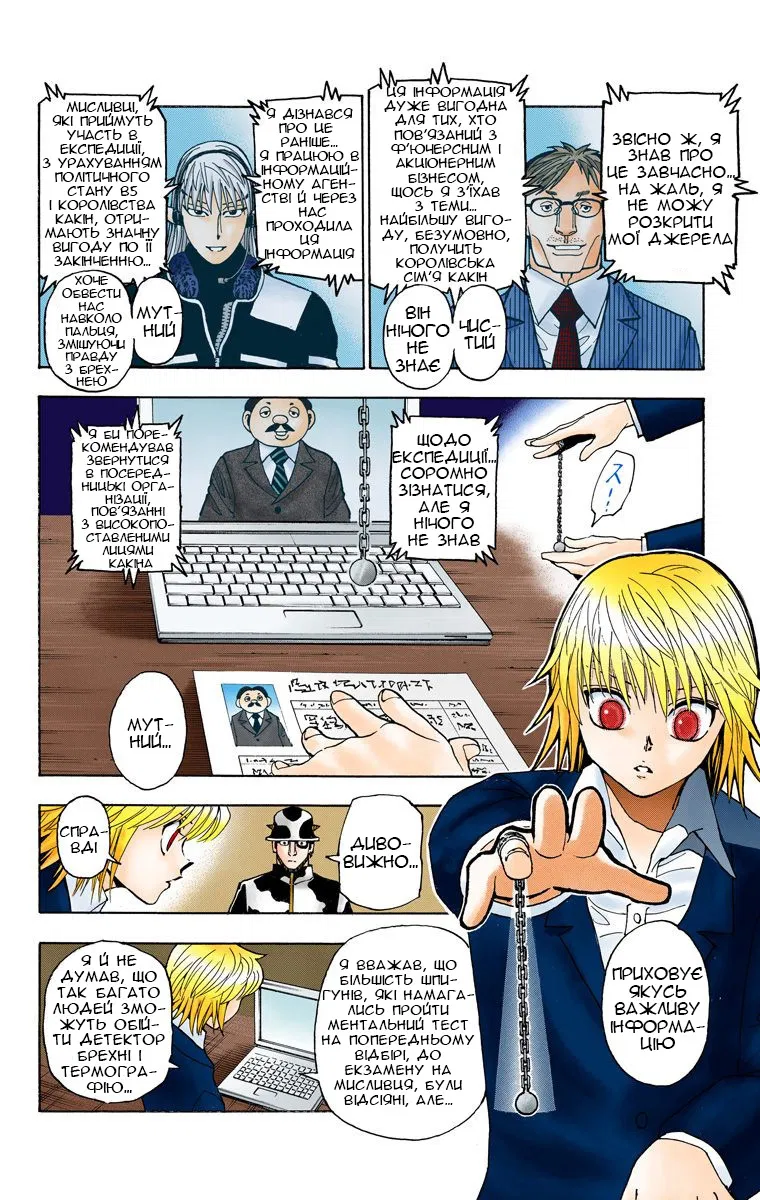 ЗВІСНО Ж, Я
ЗНАВ ПРО
ЦЕ ЗАВЧАСНО...
НА ЖАЛЬ, Я
НЕ МОЖУ
РОЗКРИТИ
МОЇ ДЖЕРЕЛА
ЦЯ ІНФОРМАЦІЯ
ДУЖЕ ВИГОДНА
ДЛЯ ТИХ, ХТО
ПОВ'ЯЗАНИЙ З
Ф'ЮЧЕРСНИМ І
АКЦІОНЕРНИМ
БІЗНЕСОМ,
ЩОСЬ Я З'ЇХАВ
З ТЕМИ...
НАЙБІЛЬШУ ВИГО-
ДУ, БЕЗУМОВНО,
ПОЛУЧИТЬ
КОРОЛІВСЬКА
СІМ'Я КАКІН
ЧИС-
ТИЙ
ВІН
НІЧОГО
НЕ
ЗНАЄ
Я ДІЗНАВСЯ
ПРО ЦЕ
РАНІШЕ...
Я ПРАЦЮЮ В
ІНФОРМАЦІЙ-
НОМУ АГЕН-
СТВІ Й ЧЕРЕЗ
НАС
ПРОХОДИЛА
ЦЯ
ІНФОРМАЦІЯ
МИСЛИВЦІ,
ЯКІ ПРИЙМУТЬ
УЧАСТЬ В
ЕКСПЕДИЦІЇ,
З УРАХУВАННЯМ
ПОЛІТИЧНОГО
СТАНУ В5
І КОРОЛІВСТВА
КАКІН, ОТРИ-
МАЮТЬ ЗНАЧНУ
ВИГОДУ ПО ЇЇ
ЗАКІНЧЕННЮ...
МУТ-
НИЙ
ХОЧЕ
ОБВЕСТИ
НАС
НАВКОЛО
ПАЛЬЦЯ,
ЗМІШУЮЧИ
ПРАВДУ
З БРЕХ-
НЕЮ
スー…
ЩОДО
ЕКСПЕДИЦІЇ...
СОРОМНО
ЗІЗНАТИСЯ,
АЛЕ Я
НІЧОГО
НЕ ЗНАВ
Я БИ ПОРЕ-
КОМЕНДУВАВ
ЗВЕРНУТИСЯ
В ПОСЕРЕД-
НИЦЬКІ ОРГА-
НІЗАЦІЇ,
ПОВ'ЯЗАННІ
З ВИСОКОПО-
СТАВЛЕНИМИ
ЛИЦЯМИ
КАКІНА
МУТ-
НИЙ...
ПРИХОВУЄ
ЯКУСЬ
ВАЖЛИВУ
ІНФОРМА-
ЦІЮ
ДИВО-
ВИЖНО...
СПРА-
ВДІ
Я ВВАЖАВ, ЩО
БІЛЬШІСТЬ ШПИ-
ГУНІВ, ЯКІ НАМАГА-
ЛИСЬ ПРОЙТИ
МЕНТАЛЬНИЙ ТЕСТ
НА ПОПЕРЕДНЬОМУ
ВІДБІРІ, ДО
ЕКЗАМЕНУ НА
МИСЛИВЦЯ, БУЛИ
ВІДСІЯНІ, АЛЕ...
Я Й НЕ
ДУМАВ, ЩО
ТАК БАГАТО
ЛЮДЕЙ ЗМО-
ЖУТЬ ОБІЙ-
ТИ ДЕТЕКТОР
БРЕХНІ І
ТЕРМОГРА-
ФІЮ...